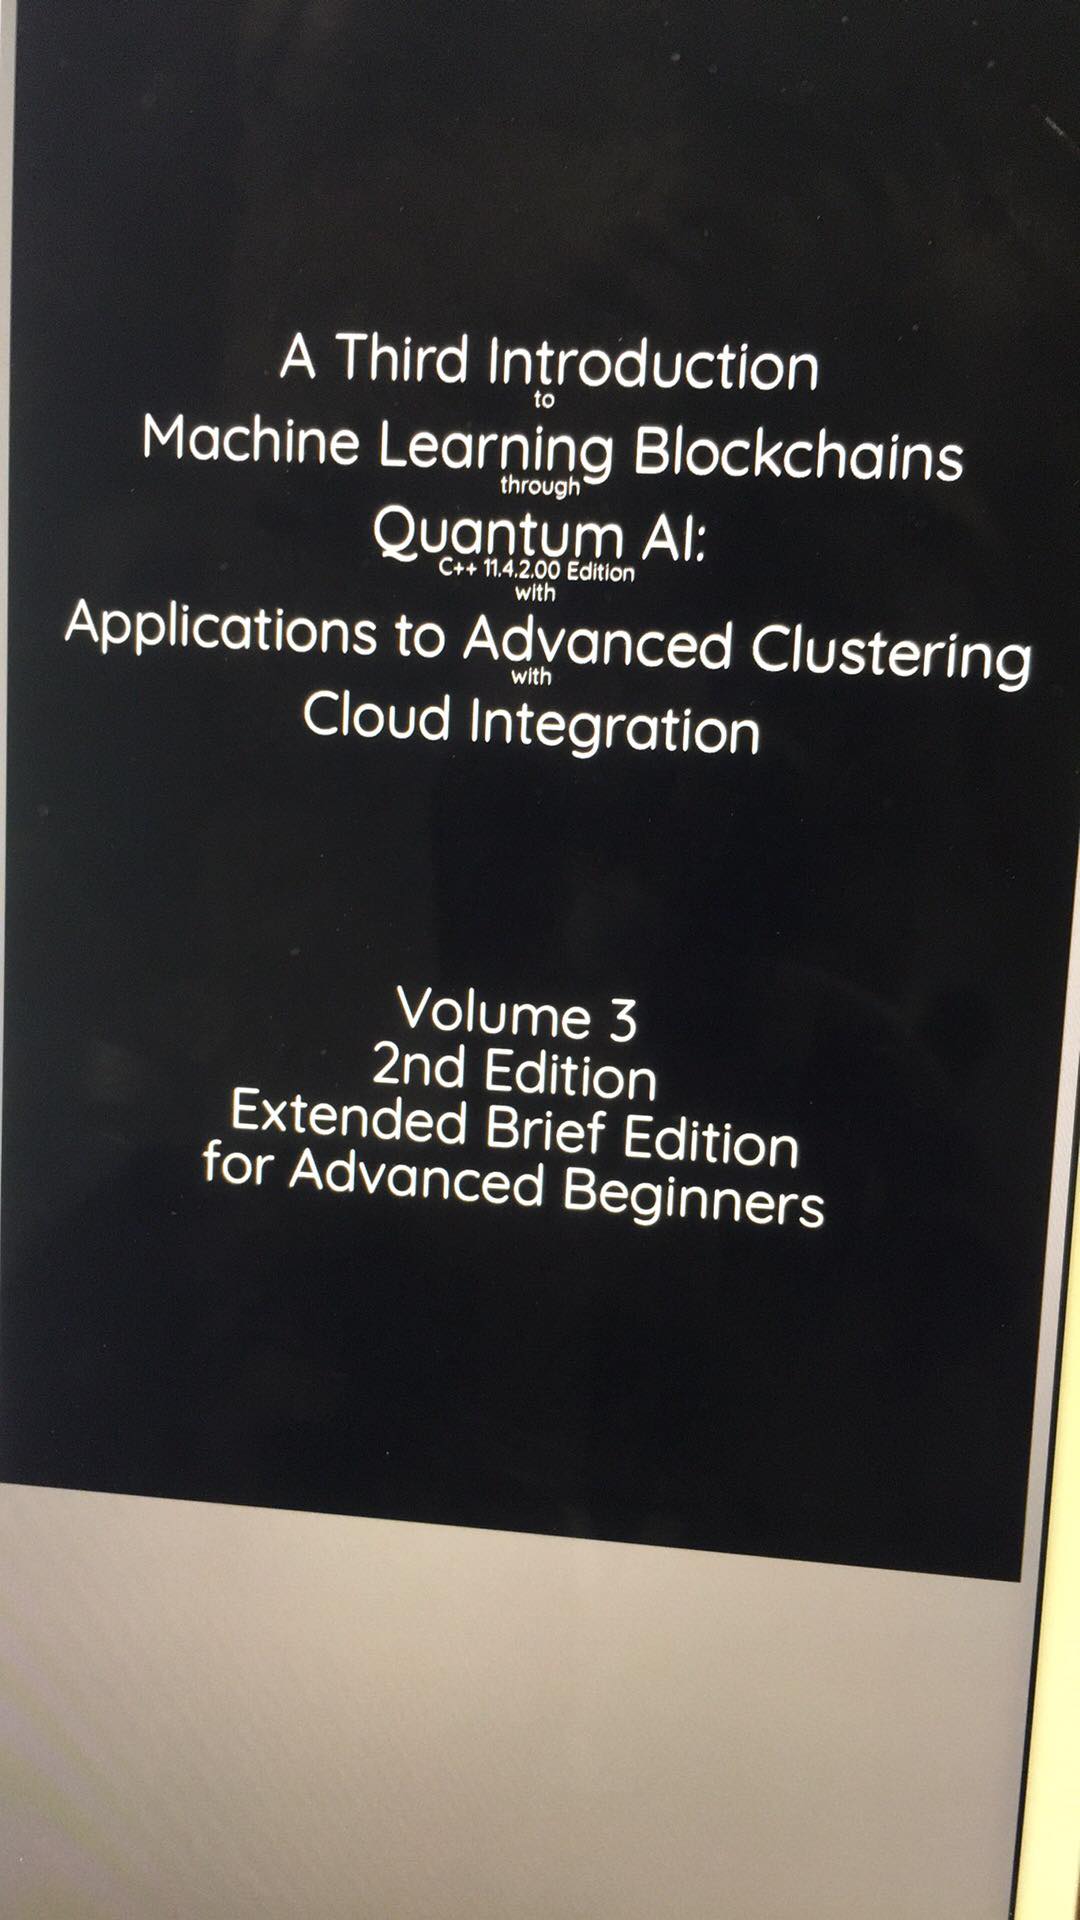 A Third Introduction
to
Machine Learning Blockchains
through
Quantum AI:
C++ 11.4.2.00 Edition
with
Applications to Advanced Clustering
with
Cloud Integration
Volume 3
2nd Edition
Extended Brief Edition
for Advanced Beginners